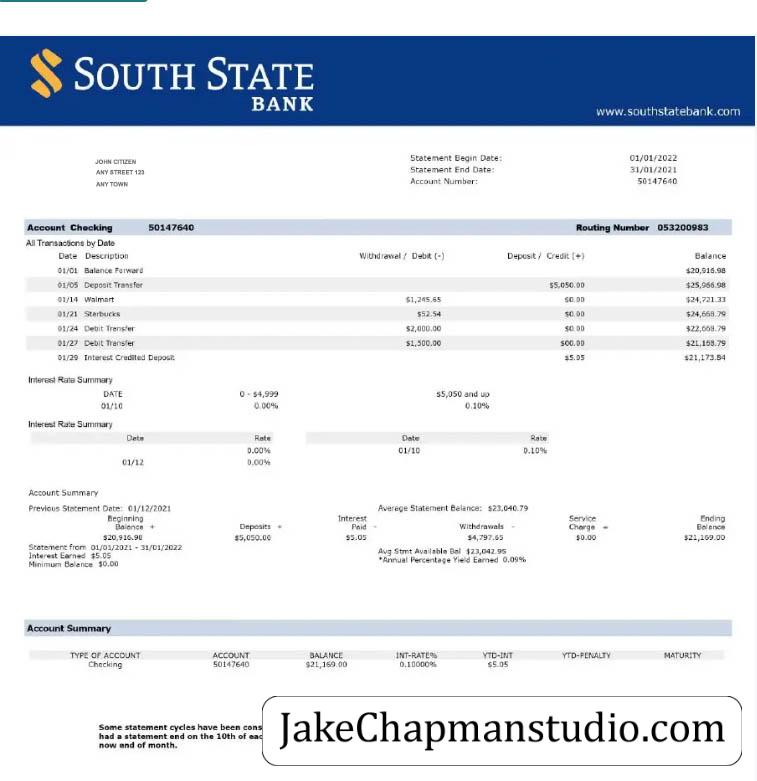 SOUTH STATE
BANK
www.southstatebank.com
JOHN CITIZEN
ANY STREET 123
ANY TOWN
Statement Begin Date: 01/01/2022
Statement End Date: 31/01/2021
Account Number: 50147640
Account Checking 50147640 Routing Number 053200983
All Transactions by Date
Date Description Withdrawal / Debit (-) Deposit / Credit (+) Balance
01/01 Balance Forward $20,916.98
01/05 Deposit Transfer $5,050.00 $25,966.98
01/14 Walmart $1,245.65 $0.00 $24,721.33
01/21 Starbucks $52.54 $0.00 $24,668.79
01/24 Debit Transfer $2,000.00 $0.00 $22,668.79
01/27 Debit Transfer $1,500.00 $00.00 $21,168.79
01/29 Interest Credited Deposit $5.05 $21,173.84
Interest Rate Summary
DATE 0 - $4,999 $5,050 and up
01/10 0.00% 0.10%
Interest Rate Summary
Date Rate Date Rate
0.00% 01/10 0.10%
01/12 0.00%
Account Summary
Previous Statement Date: 01/12/2021 Average Statement Balance: $23,040.79
Beginning Interest Service Ending
Balance + Deposits + Paid - Withdrawals - Charge = Balance
$20,916.98 $5,050.00 $5.05 $4,797.65 $0.00 $21,169.00
Statement from 01/01/2021 - 31/01/2022
Interest Earned $5.05 Avg Stmt Available Bal $23,042.95
Minimum Balance $0.00 *Annual Percentage Yield Earned 0.09%
Account Summary
TYPE OF ACCOUNT ACCOUNT BALANCE INT-RATE% YTD-INT YTD-PENALTY MATURITY
Checking 50147640 $21,169.00 0.10000% $5.05
Some statement cycles have been cons
had a statement end on the 10th of eac
now end of month.
JakeChapmanstudio.com